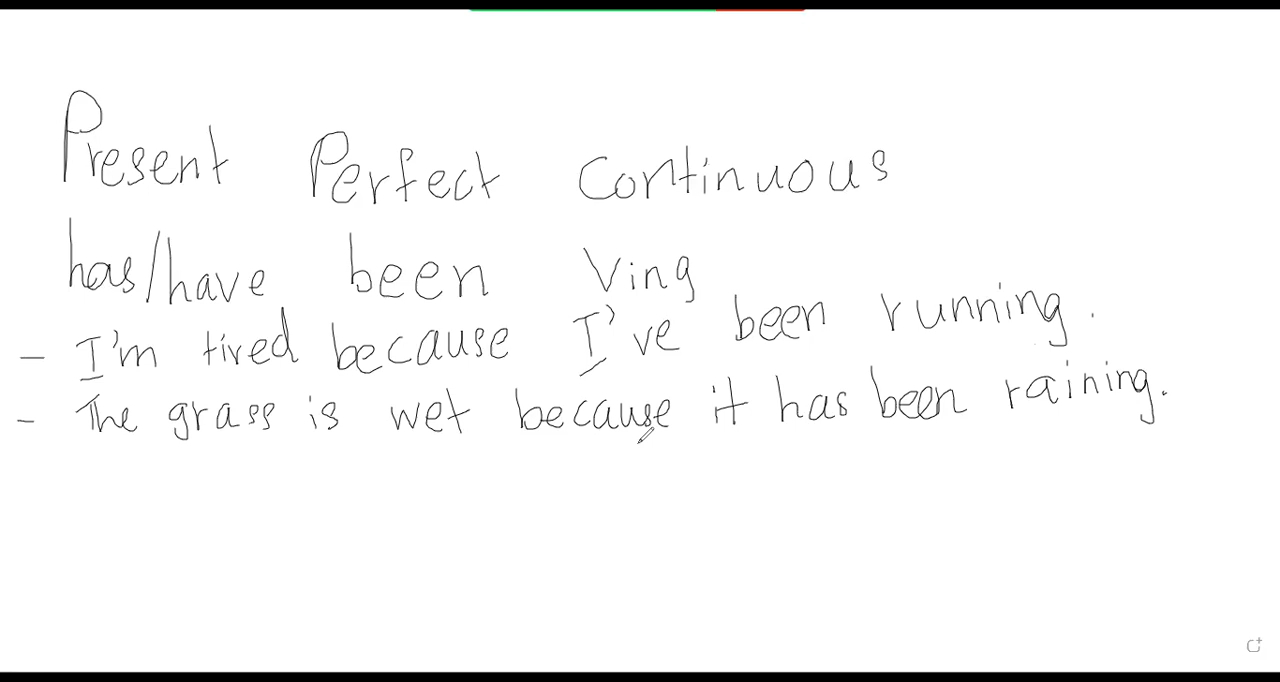 Present Perfect Continuous
has/have been Ving
- I'm tired because I've been running.
- The grass is wet because it has been raining.